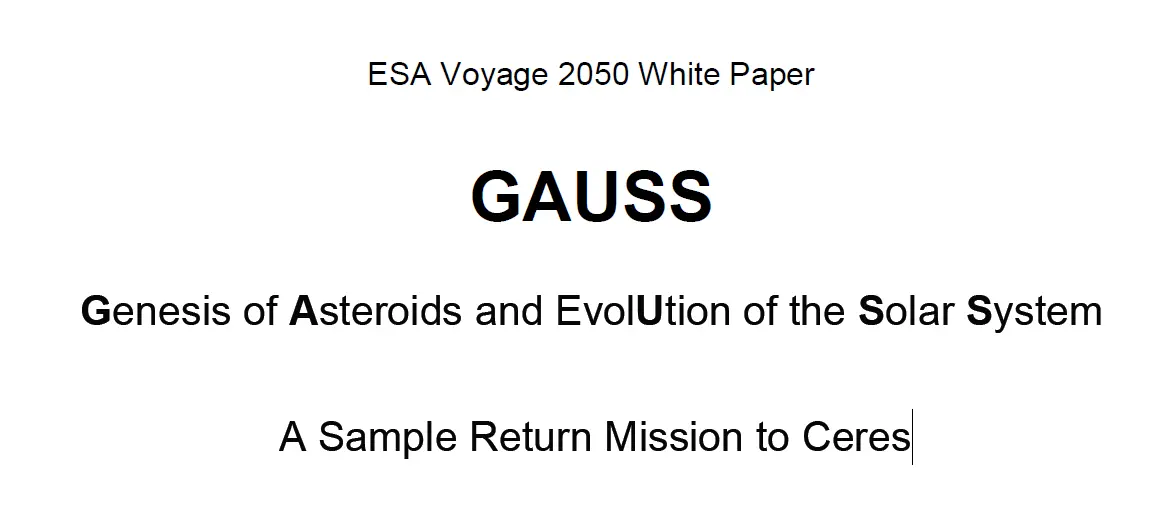 ESA Voyage 2050 White Paper
GAUSS
Genesis of Asteroids and EvolUtion of the Solar System
A Sample Return Mission to Ceres